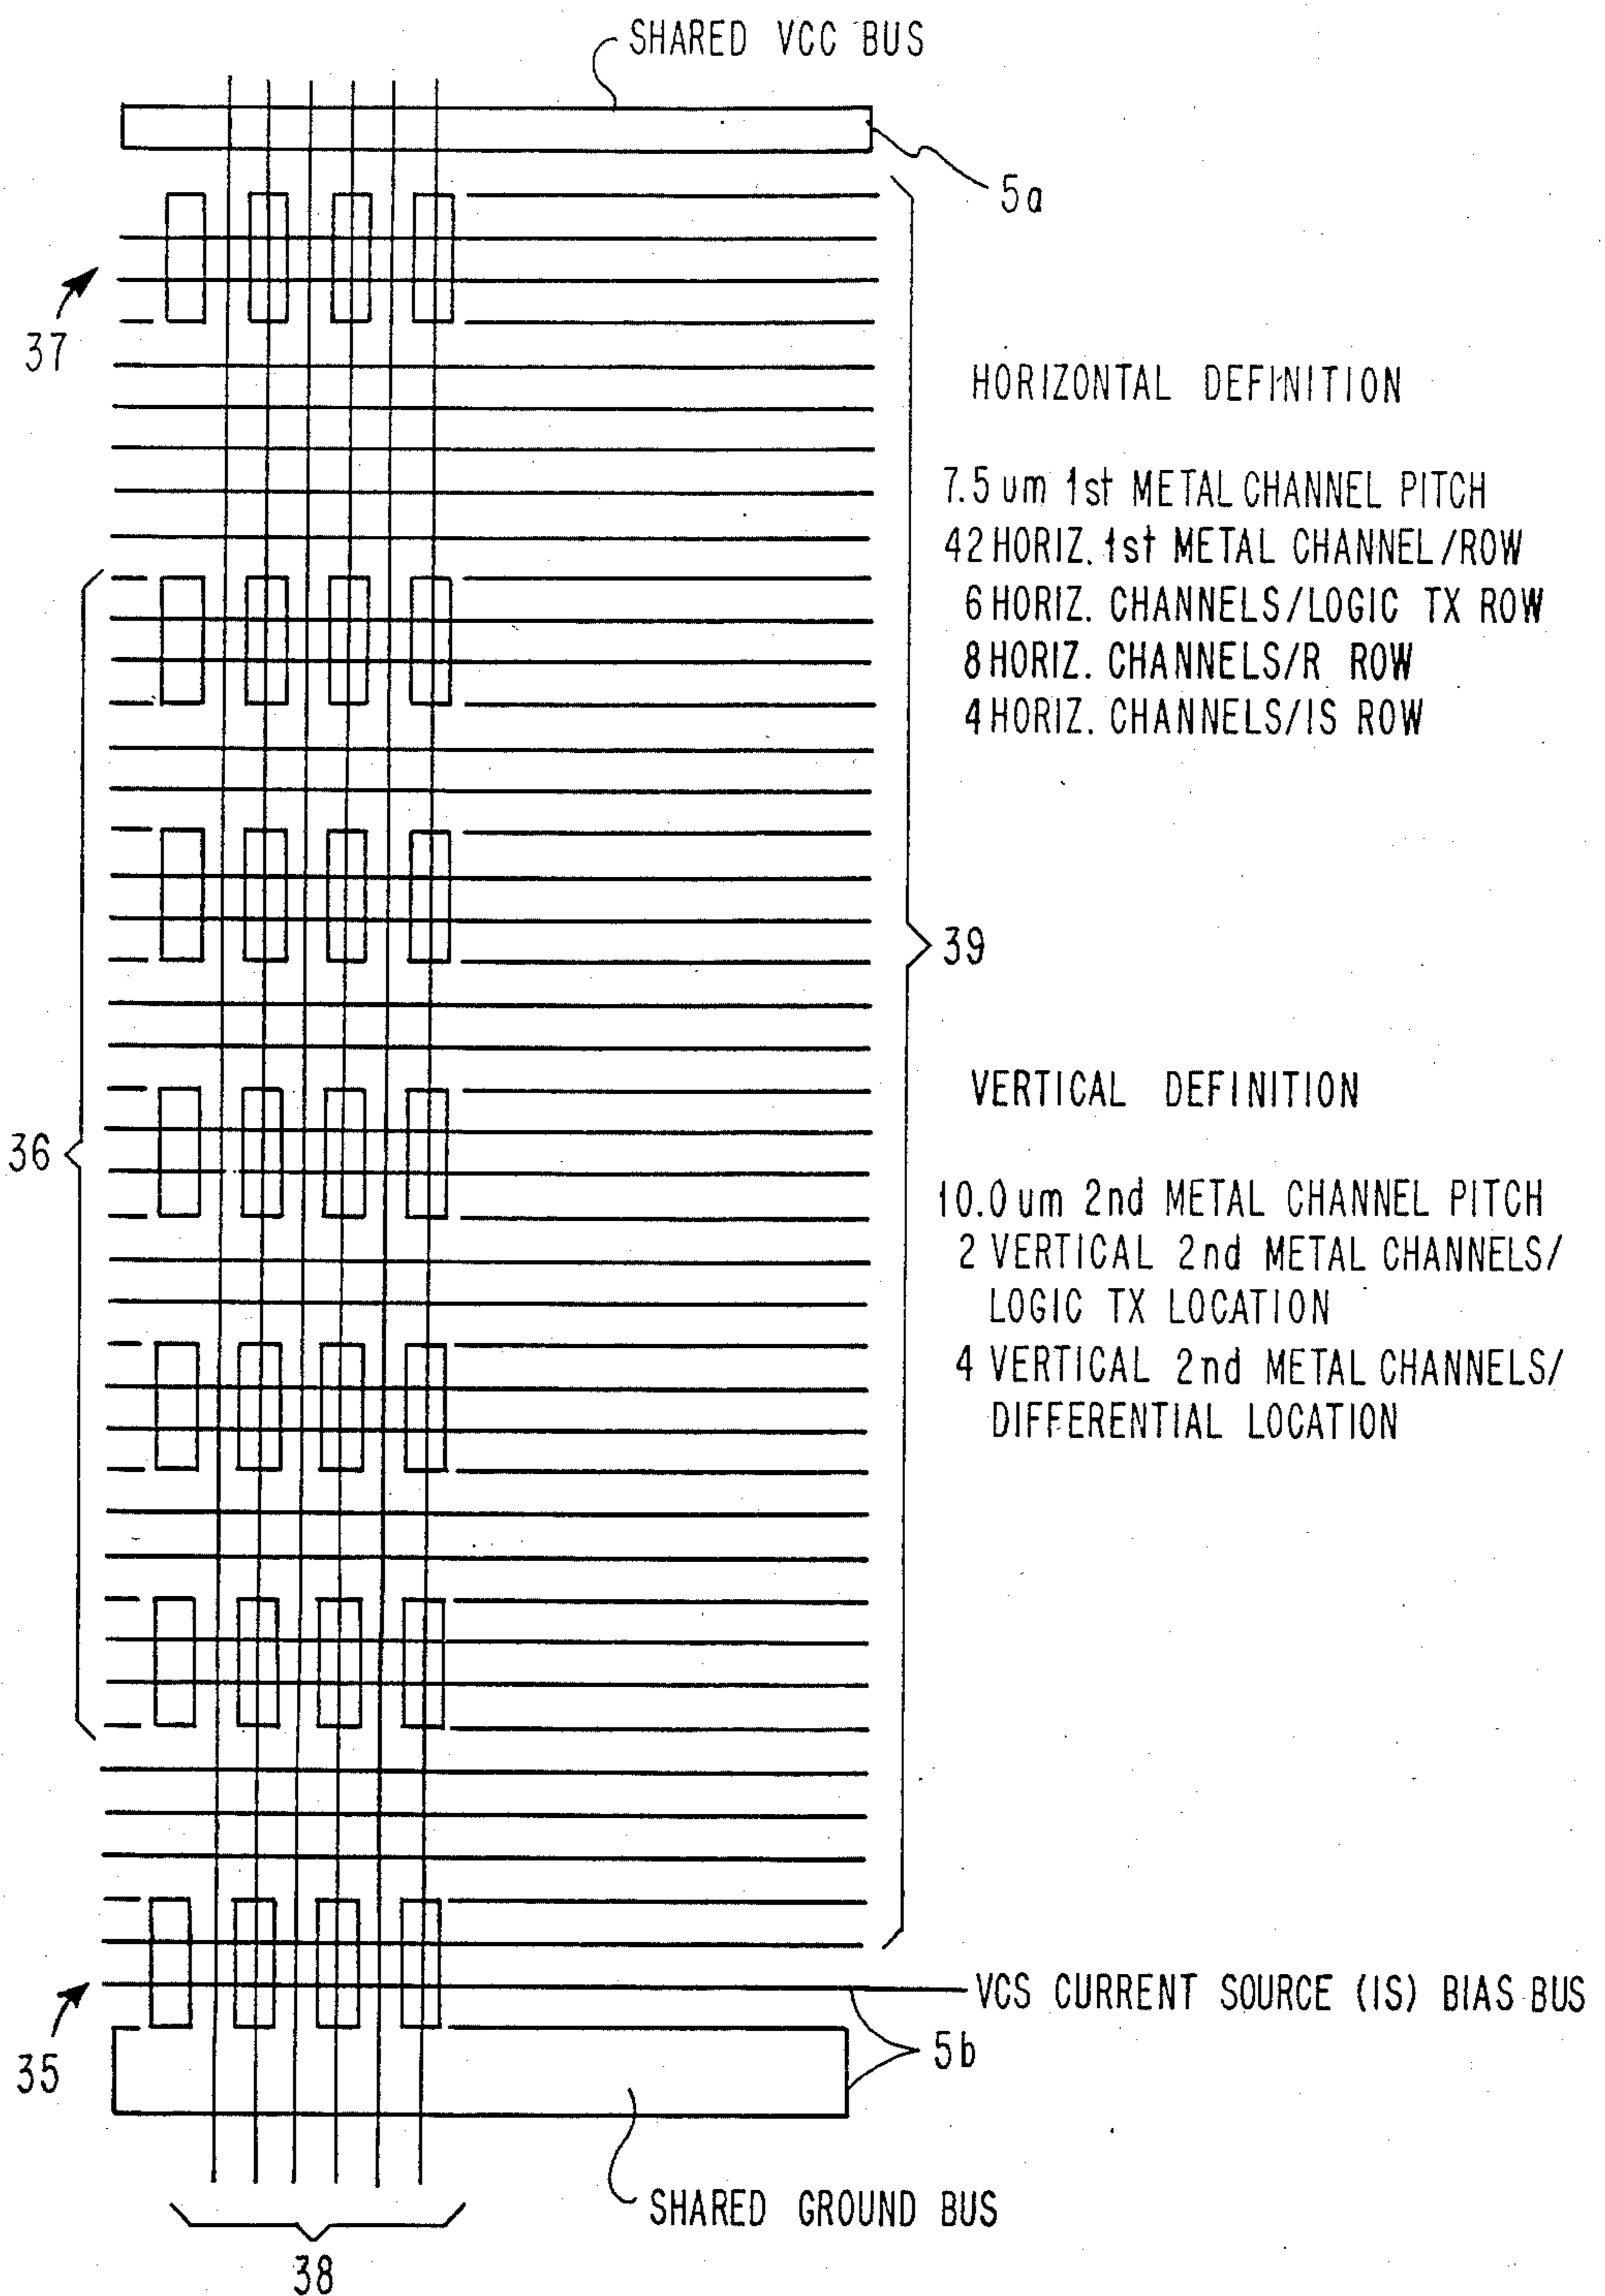 SHARED VCC BUS
5a
37
HORIZONTAL DEFINITION
7.5 um 1st METAL CHANNEL PITCH
42 HORIZ. 1st METAL CHANNEL/ROW
6 HORIZ. CHANNELS/LOGIC TX ROW
8 HORIZ. CHANNELS/R ROW
4 HORIZ. CHANNELS/IS ROW
39
36
VERTICAL DEFINITION
10.0 um 2nd METAL CHANNEL PITCH
2 VERTICAL 2nd METAL CHANNELS/
LOGIC TX LOCATION
4 VERTICAL 2nd METAL CHANNELS/
DIFFERENTIAL LOCATION
VCS CURRENT SOURCE (IS) BIAS BUS
35
5b
SHARED GROUND BUS
38